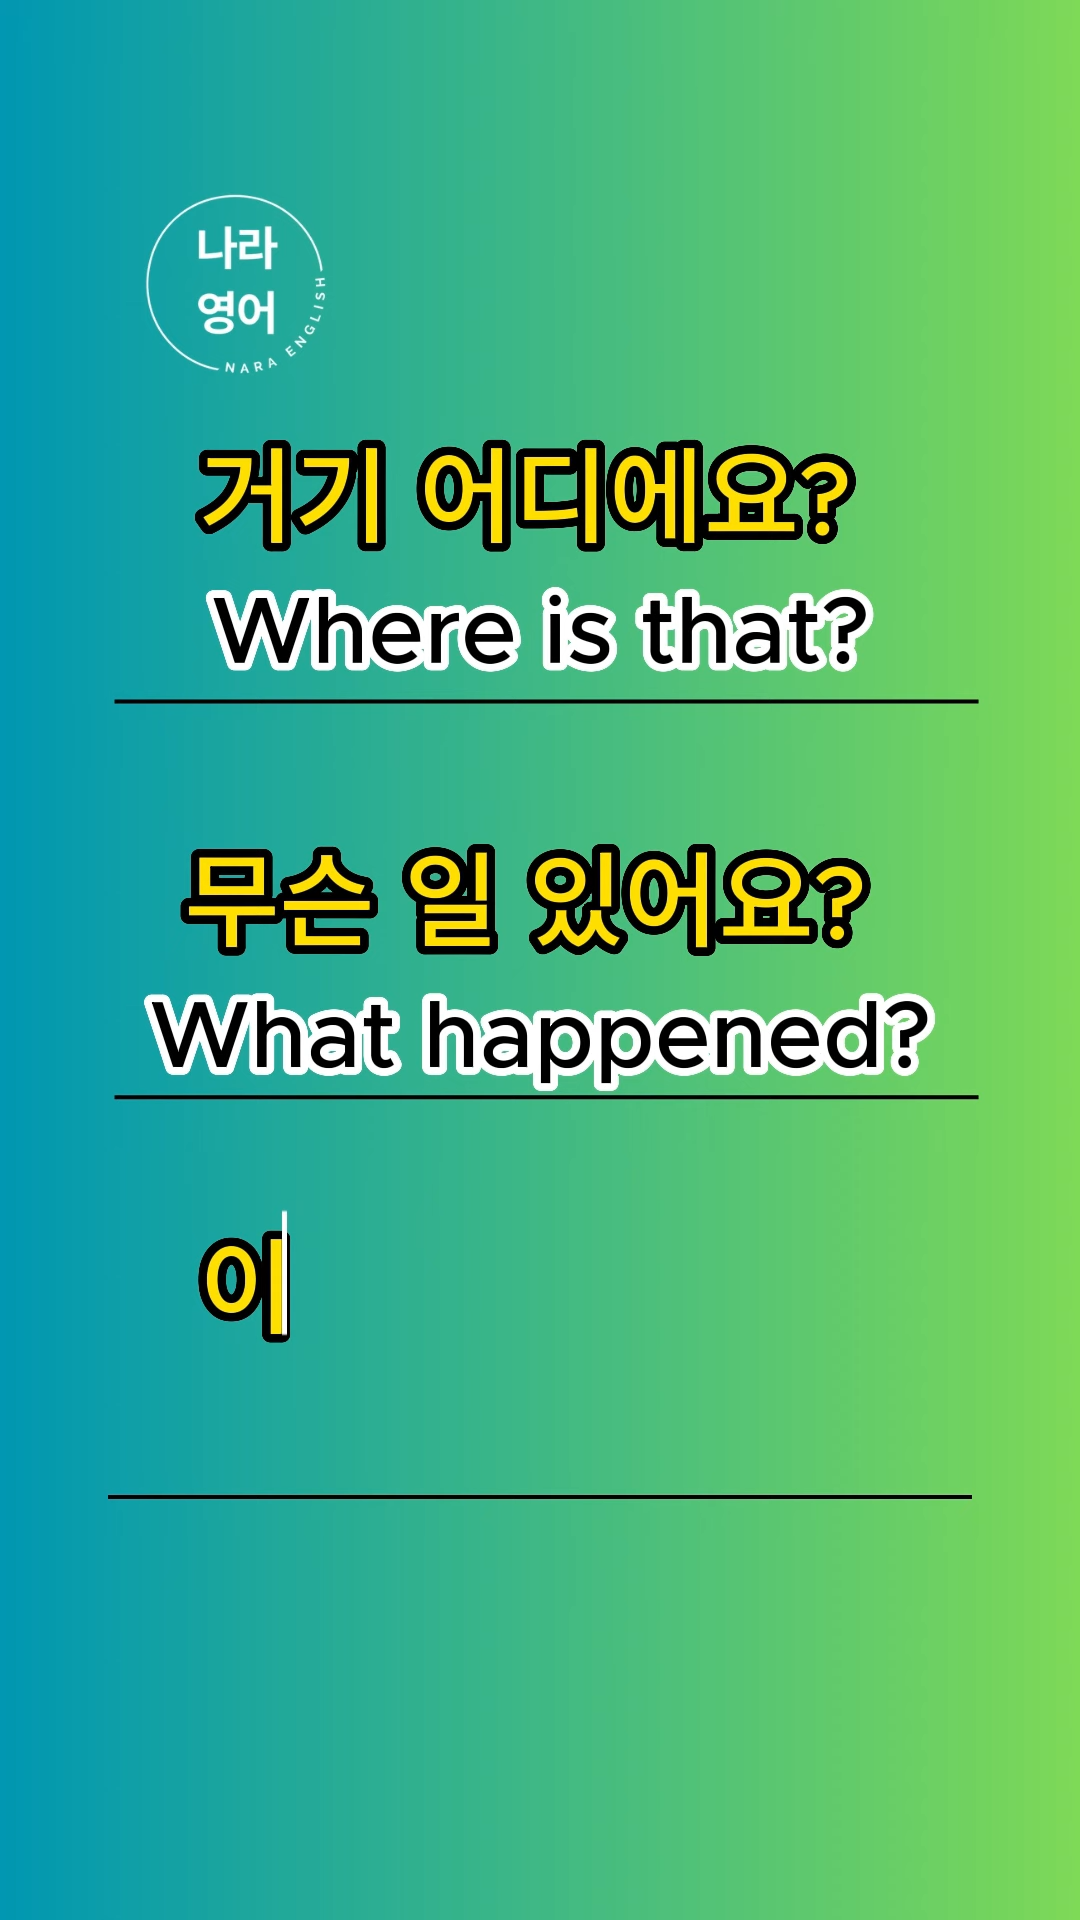 나라
영어
NARA ENGLISH
거기 어디에요?
Where is that?
무슨 일 있어요?
What happened?
이